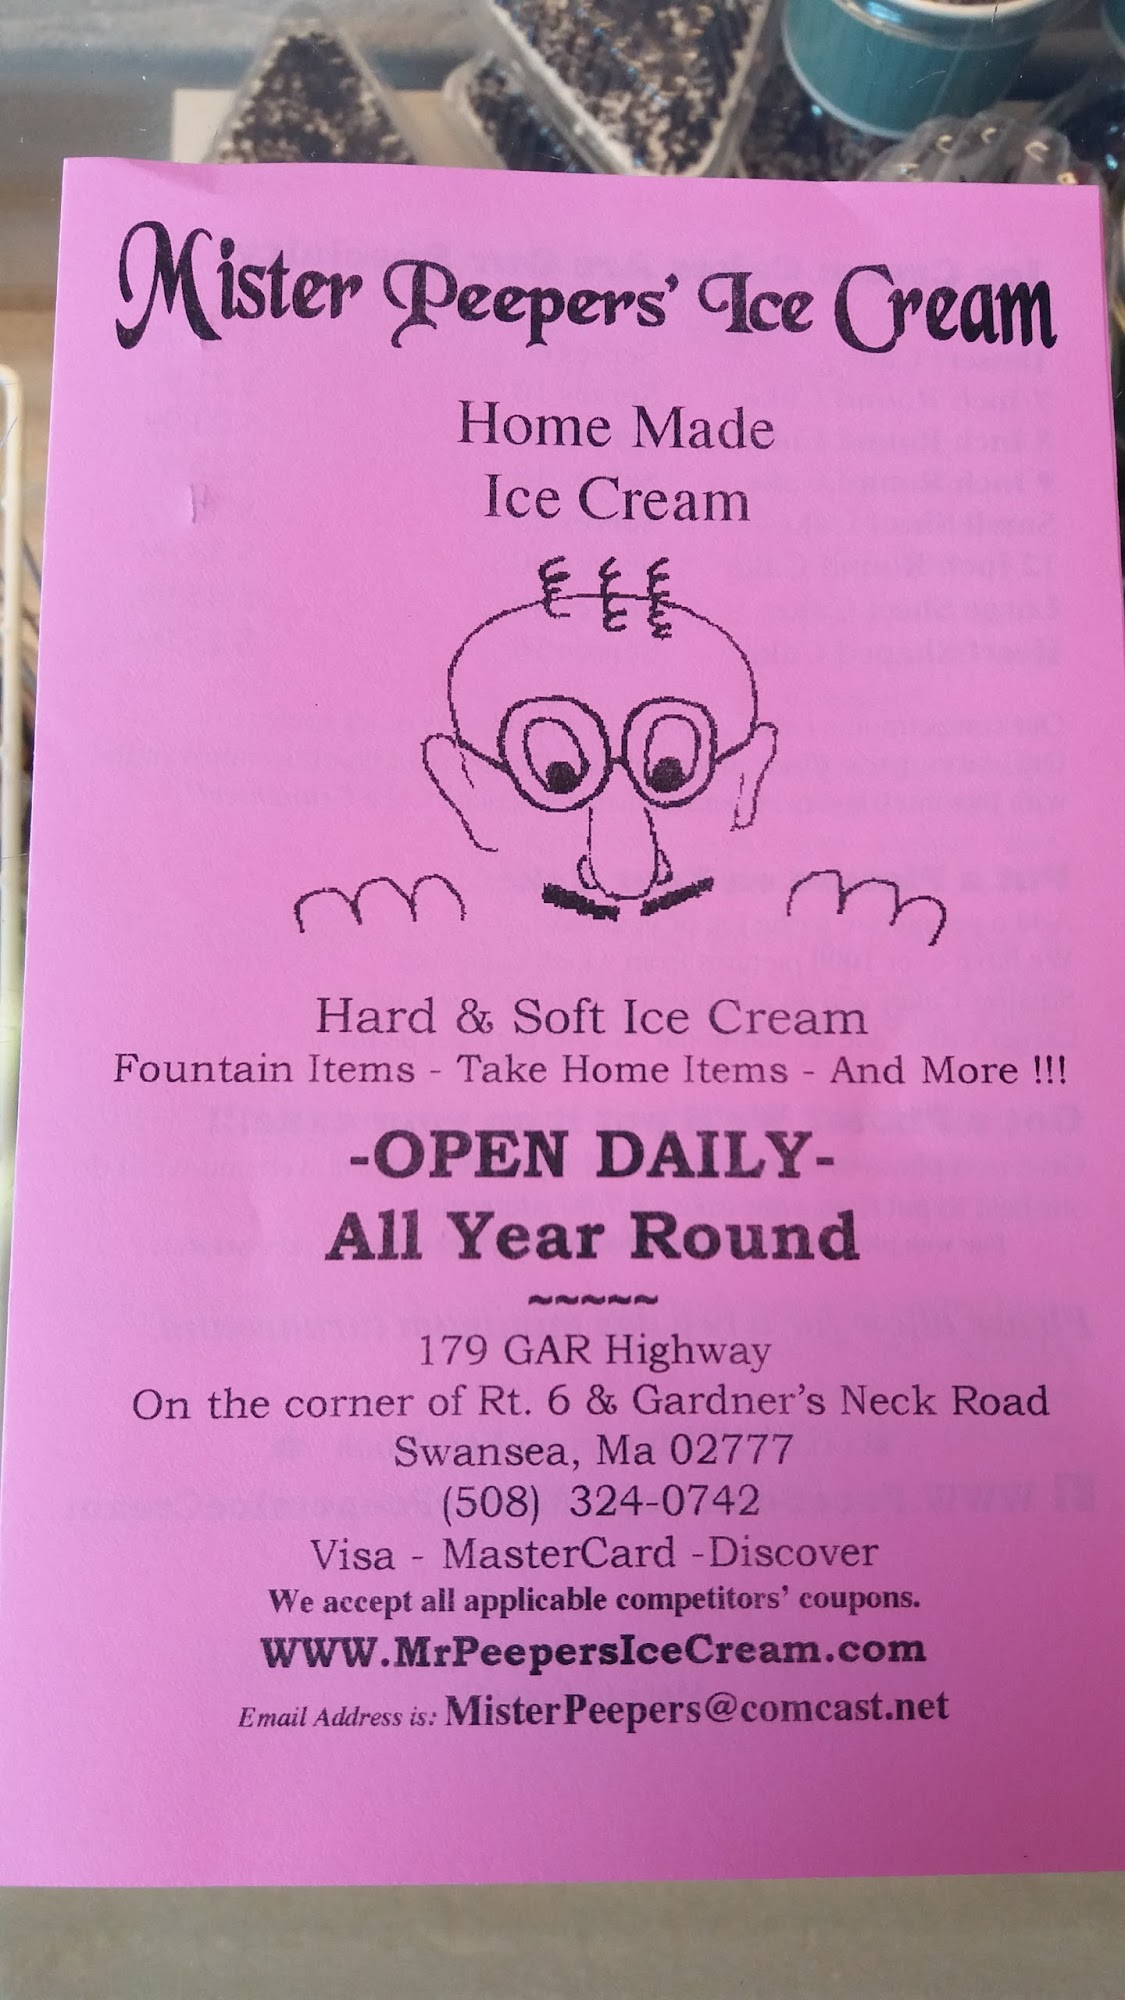 Mister Peepers' Ice Cream
Home Made
Ice Cream
Hard & Soft Ice Cream
Fountain Items - Take Home Items - And More !!!
-OPEN DAILY-
All Year Round
~~~~~
179 GAR Highway
On the corner of Rt. 6 & Gardner's Neck Road
Swansea, Ma 02777
(508) 324-0742
Visa - MasterCard -Discover
We accept all applicable competitors' coupons.
WWW.MrPeepersIceCream.com
Email Address is: MisterPeepers@comcast.net